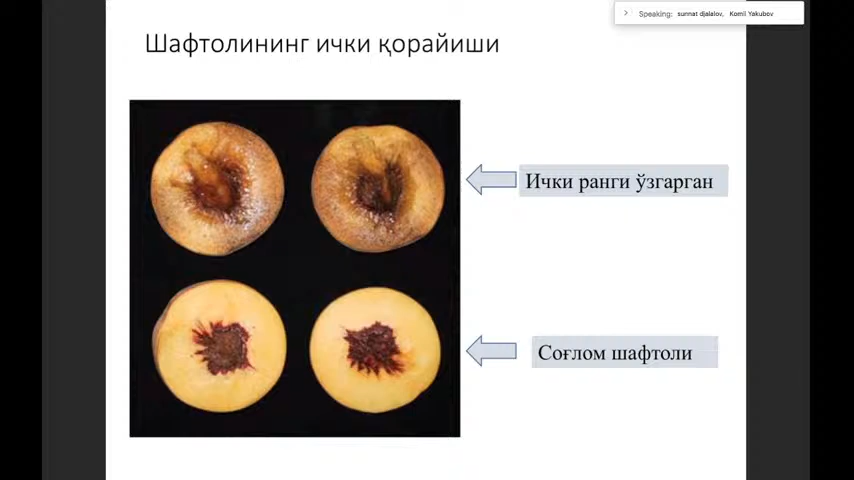 Speaking: sunnat djalalov, Komil Yakubov
Шафтолининг ички қорайиши
Ички ранги ўзгарган
Соғлом шафтоли